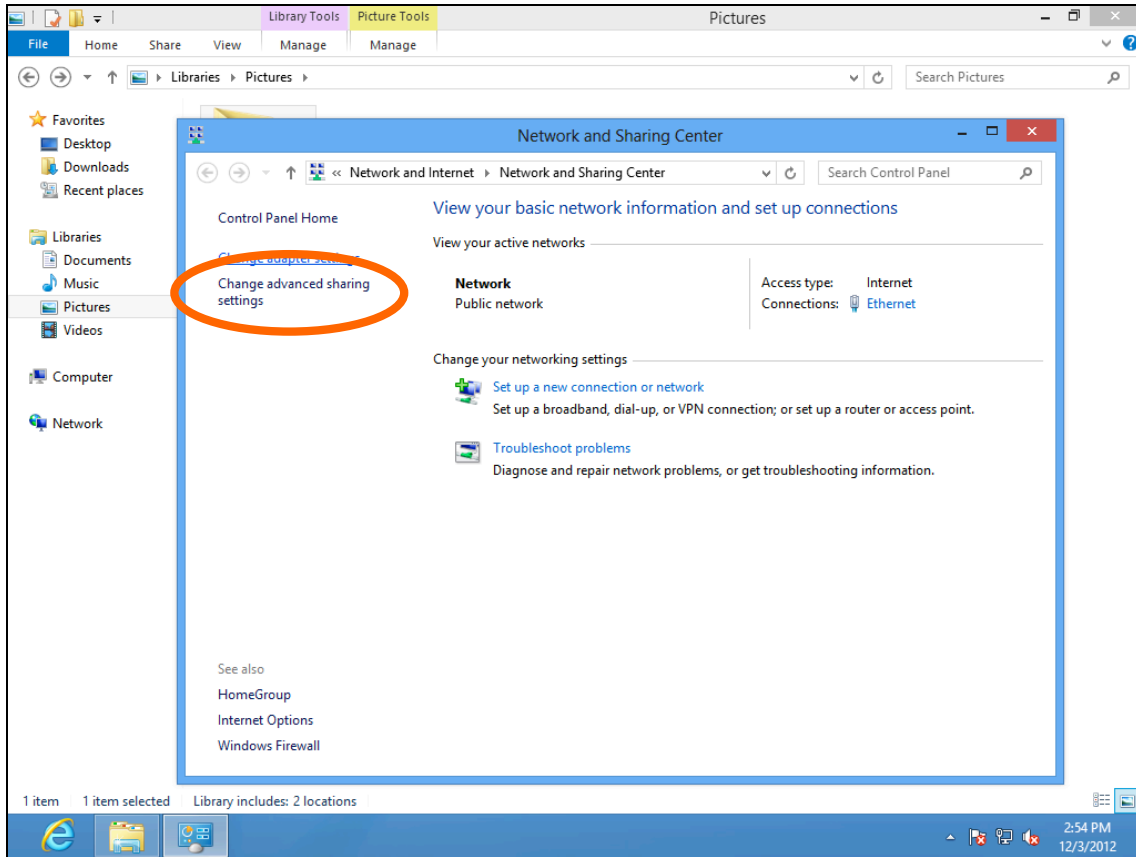 Library Tools Picture Tools Pictures
File Home Share View Manage Manage
Libraries Pictures Search Pictures
Favorites
Desktop
Downloads
Recent places
Libraries
Documents
Music
Pictures
Videos
Computer
Network
Network and Sharing Center
« Network and Internet Network and Sharing Center Search Control Panel
Control Panel Home
Change adapter settings
Change advanced sharing
settings
View your basic network information and set up connections
View your active networks
Network
Public network
Access type: Internet
Connections: Ethernet
Change your networking settings
Set up a new connection or network
Set up a broadband, dial-up, or VPN connection; or set up a router or access point.
Troubleshoot problems
Diagnose and repair network problems, or get troubleshooting information.
See also
HomeGroup
Internet Options
Windows Firewall
1 item 1 item selected Library includes: 2 locations
2:54 PM
12/3/2012